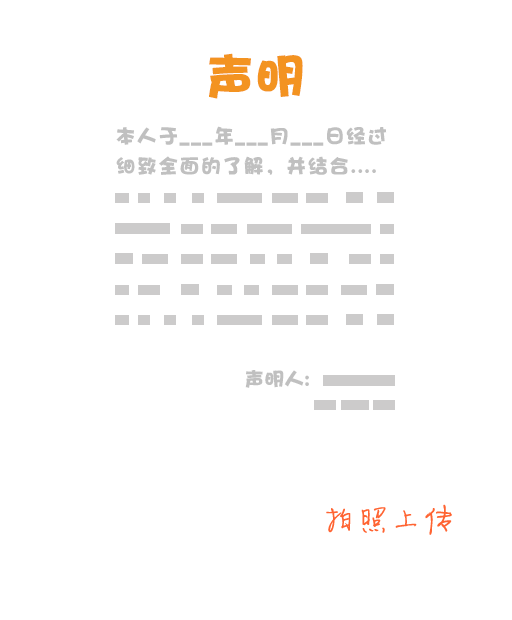 声明
本人于___年___月___日经过
细致全面的了解，并结合....
声明人:
拍照上传